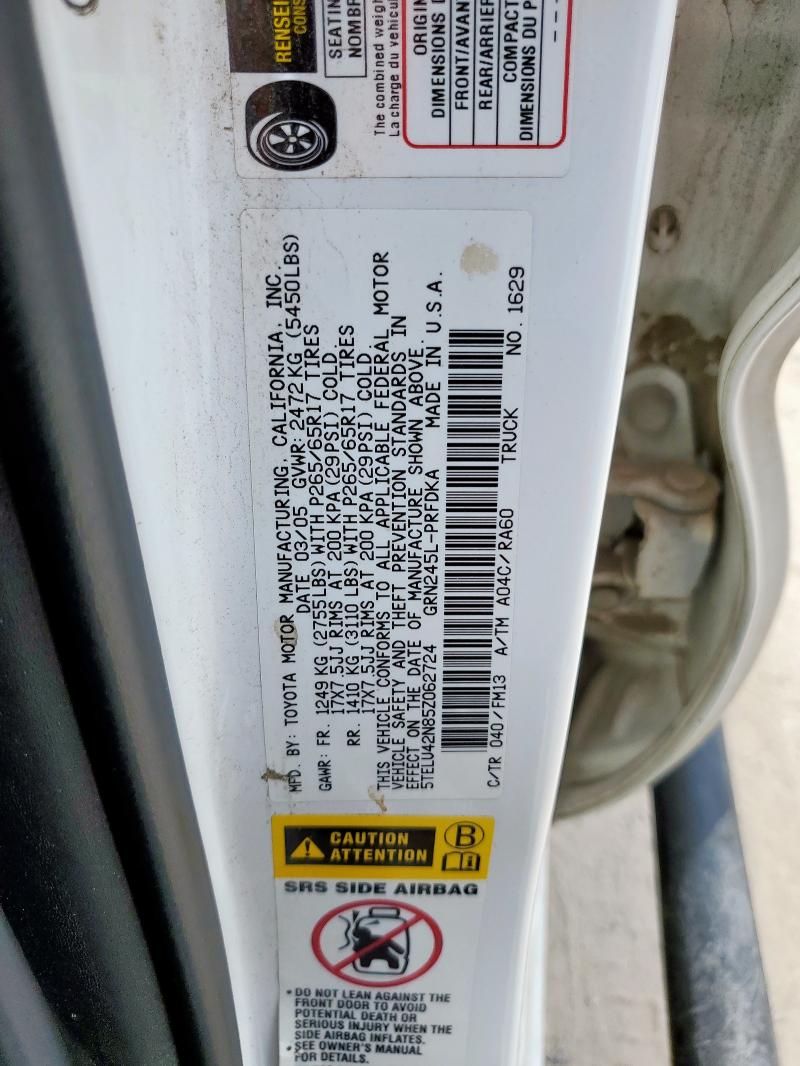 RENSEI
CONS
SEATIN
NOMBR
The combined weigh
La charge du véhicul
ORIGIN
DIMENSIONS D
FRONT/AVAN
REAR/ARRIER
COMPACT
DIMENSIONS DU P
MFD. BY: TOYOTA MOTOR MANUFACTURING, CALIFORNIA, INC.
DATE 03/05 GVWR: 2472 KG (5450LBS)
GAWR: FR. 1249 KG (2755LBS) WITH P265/65R17 TIRES
17X7.5JJ RIMS AT 200 KPA (29PSI) COLD
RR. 1410 KG (3110 LBS) WITH P265/65R17 TIRES
17X7.5JJ RIMS AT 200 KPA (29PSI) COLD
THIS VEHICLE CONFORMS TO ALL APPLICABLE FEDERAL MOTOR
VEHICLE SAFETY AND THEFT PREVENTION STANDARDS IN
EFFECT ON THE DATE OF MANUFACTURE SHOWN ABOVE.
5TELU42N85Z062724 GRN245L-PRFDKA MADE IN U.S.A.
C/TR 040/FM13 A/TM A04C/RA60 TRUCK NO. 1629
CAUTION
ATTENTION
B
SRS SIDE AIRBAG
• DO NOT LEAN AGAINST THE
FRONT DOOR TO AVOID
POTENTIAL DEATH OR
SERIOUS INJURY WHEN THE
SIDE AIRBAG INFLATES.
• SEE OWNER'S MANUAL
FOR DETAILS.